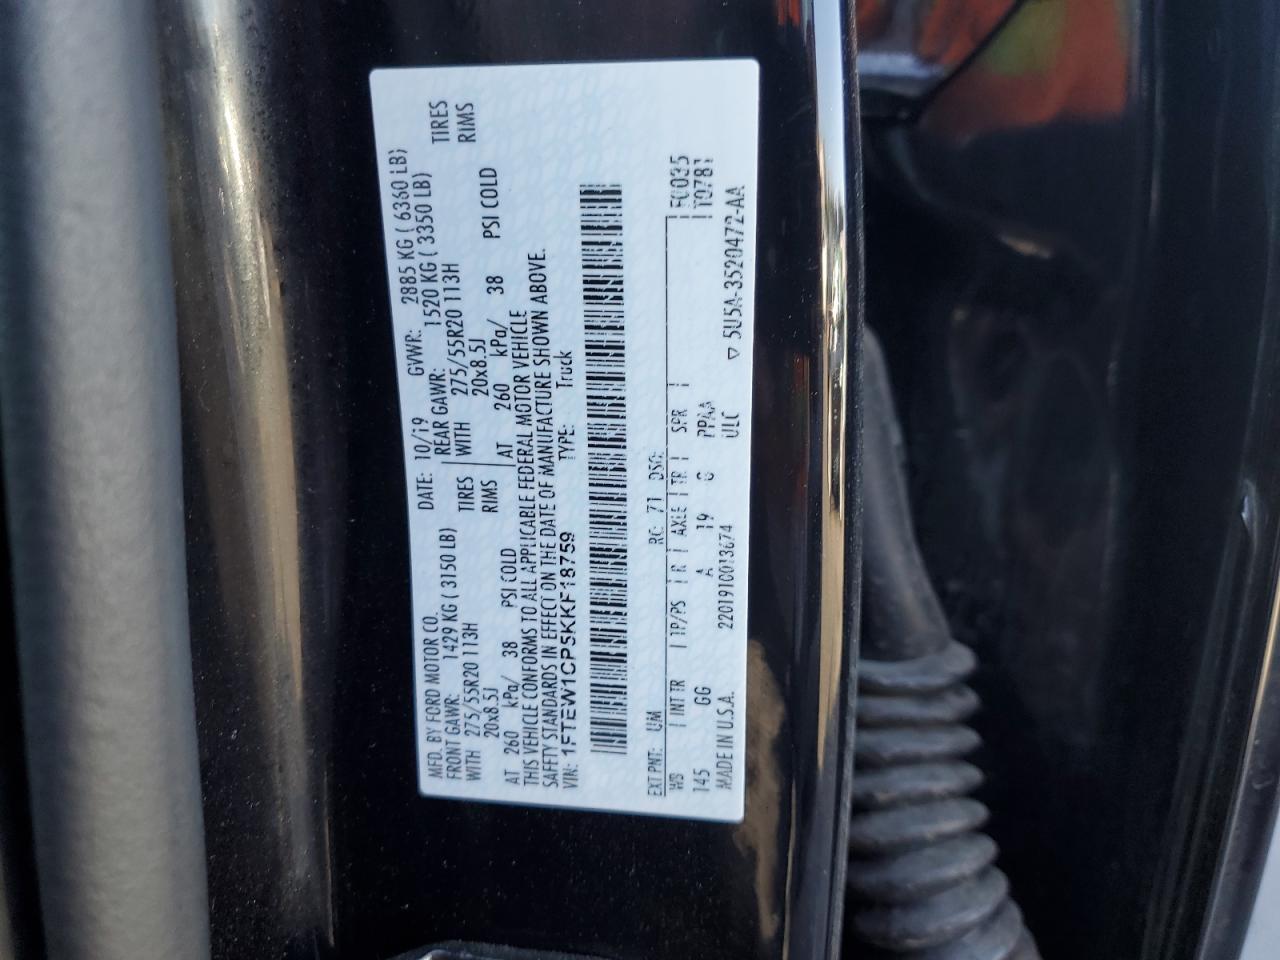 MFD. BY FORD MOTOR CO.
DATE: 10/19 GVWR: 2885 KG ( 6360 LB)
FRONT GAWR: 1429 KG ( 3150 LB) REAR GAWR: 1520 KG ( 3350 LB)
WITH 275/55R20 113H TIRES WITH 275/55R20 113H TIRES
20x8.5J RIMS 20x8.5J RIMS
AT 260 kPa/ 38 PSI COLD AT 260 kPa/ 38 PSI COLD
THIS VEHICLE CONFORMS TO ALL APPLICABLE FEDERAL MOTOR VEHICLE
SAFETY STANDARDS IN EFFECT ON THE DATE OF MANUFACTURE SHOWN ABOVE.
VIN: 1FTEW1CP5KKF18759 TYPE: Truck
EXT PNT: UM RC: 71 DSO:
WB INT TR TP/PS R AXLE TR SPR
145 GG A 19 G PPAA
F0035
T0781
MADE IN U.S.A. 2201910013674 ULC ▽ 5U5A-3520472-AA